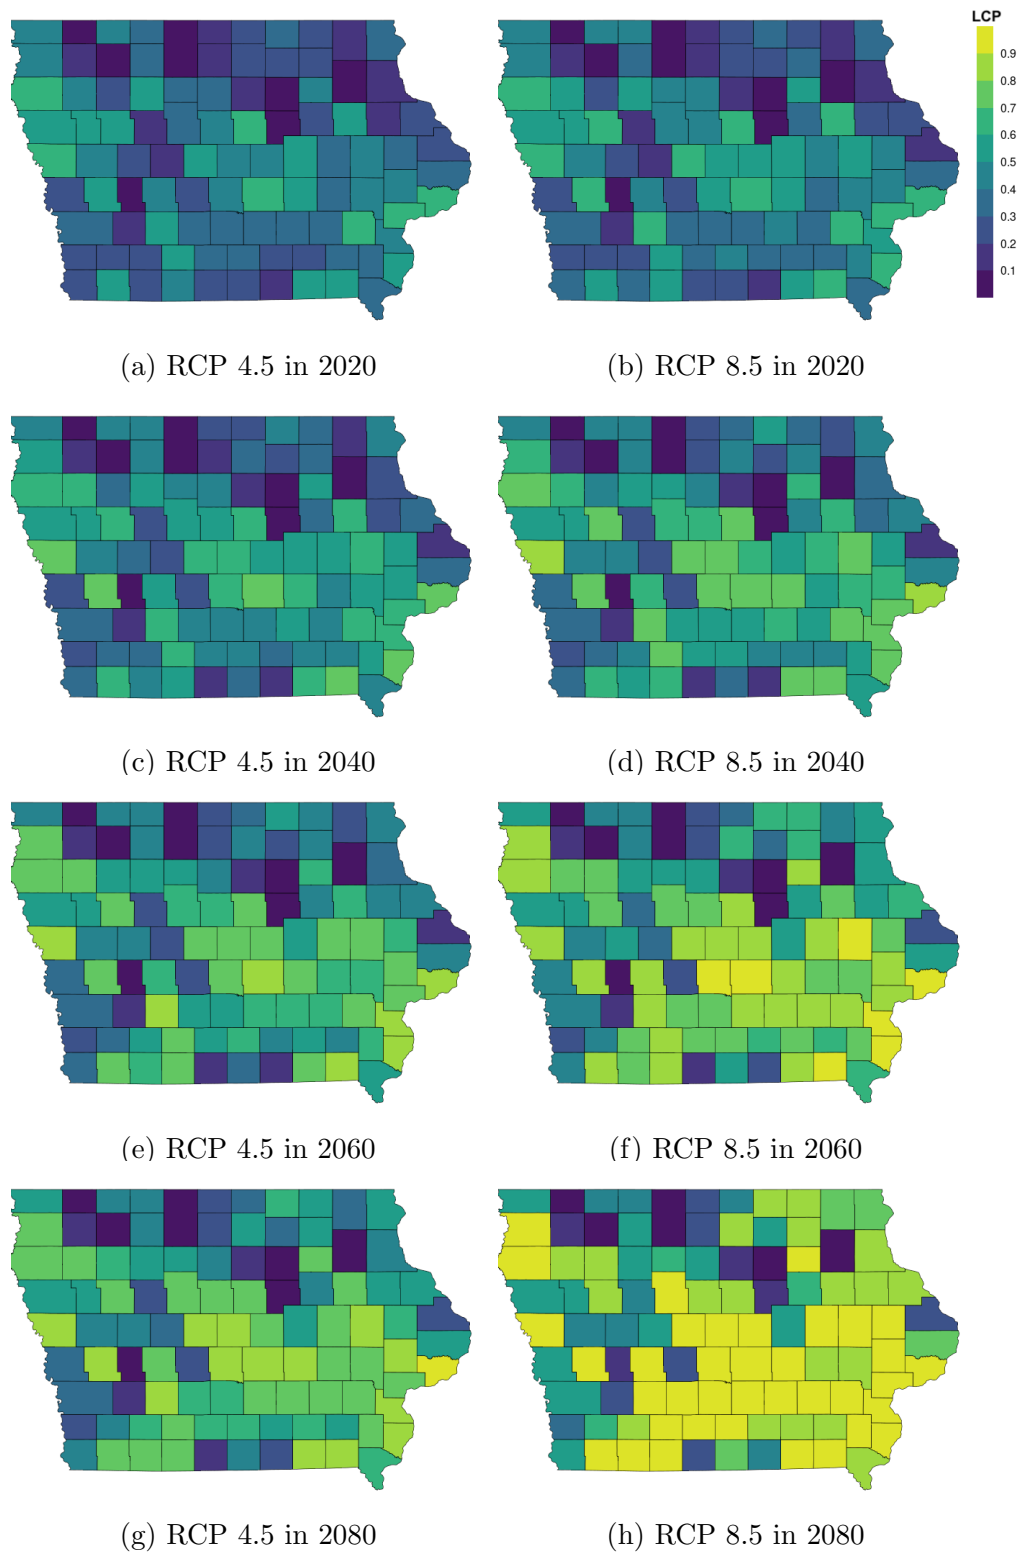 LCP
0.9
0.8
0.7
0.6
0.5
0.4
0.3
0.2
0.1
(a) RCP 4.5 in 2020
(b) RCP 8.5 in 2020
(c) RCP 4.5 in 2040
(d) RCP 8.5 in 2040
(e) RCP 4.5 in 2060
(f) RCP 8.5 in 2060
(g) RCP 4.5 in 2080
(h) RCP 8.5 in 2080